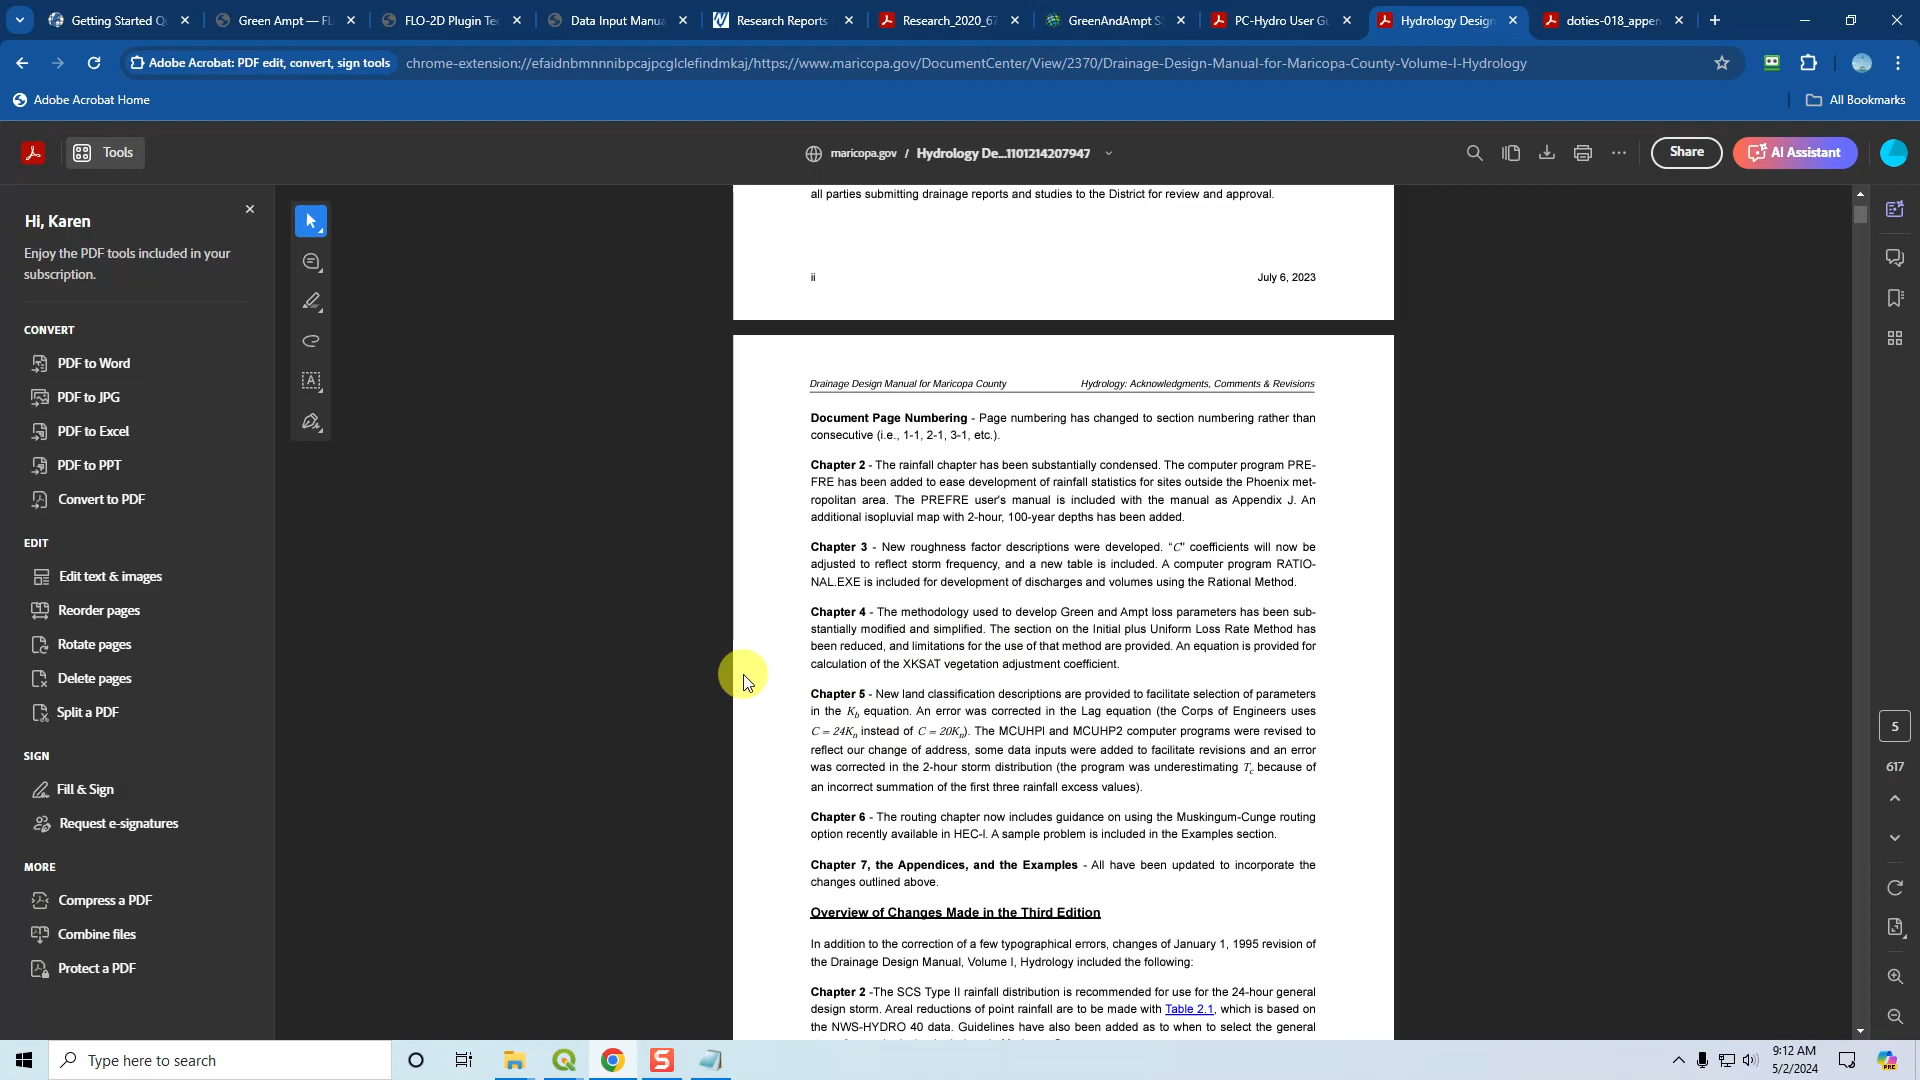 Getting Started Q
Green Ampt — FL
FLO-2D Plugin Tec
Data Input Manua
Research Reports
Research_2020_67
GreenAndAmpt S
PC-Hydro User Gu
Hydrology Design
doties-018_appen
Adobe Acrobat: PDF edit, convert, sign tools
chrome-extension://efaidnbmnnnibpcajpcglclefindmkaj/https://www.maricopa.gov/DocumentCenter/View/2370/Drainage-Design-Manual-for-Maricopa-County-Volume-I-Hydrology
Adobe Acrobat Home
All Bookmarks
Tools
maricopa.gov / Hydrology De...1101214207947
Share
AI Assistant
Hi, Karen
Enjoy the PDF tools included in your
subscription.
CONVERT
PDF to Word
PDF to JPG
PDF to Excel
PDF to PPT
Convert to PDF
EDIT
Edit text & images
Reorder pages
Rotate pages
Delete pages
Split a PDF
SIGN
Fill & Sign
Request e-signatures
MORE
Compress a PDF
Combine files
Protect a PDF
all parties submitting drainage reports and studies to the District for review and approval.
ii
July 6, 2023
Drainage Design Manual for Maricopa County
Hydrology: Acknowledgments, Comments & Revisions
Document Page Numbering - Page numbering has changed to section numbering rather than
consecutive (i.e., 1-1, 2-1, 3-1, etc.).
Chapter 2 - The rainfall chapter has been substantially condensed. The computer program PRE-
FRE has been added to ease development of rainfall statistics for sites outside the Phoenix met-
ropolitan area. The PREFRE user's manual is included with the manual as Appendix J. An
additional isopluvial map with 2-hour, 100-year depths has been added.
Chapter 3 - New roughness factor descriptions were developed. “C” coefficients will now be
adjusted to reflect storm frequency, and a new table is included. A computer program RATIO-
NAL.EXE is included for development of discharges and volumes using the Rational Method.
Chapter 4 - The methodology used to develop Green and Ampt loss parameters has been sub-
stantially modified and simplified. The section on the Initial plus Uniform Loss Rate Method has
been reduced, and limitations for the use of that method are provided. An equation is provided for
calculation of the XKSAT vegetation adjustment coefficient.
Chapter 5 - New land classification descriptions are provided to facilitate selection of parameters
in the Kb equation. An error was corrected in the Lag equation (the Corps of Engineers uses
C = 24Kn instead of C = 20Kn). The MCUHPI and MCUHP2 computer programs were revised to
reflect our change of address, some data inputs were added to facilitate revisions and an error
was corrected in the 2-hour storm distribution (the program was underestimating Tc because of
an incorrect summation of the first three rainfall excess values).
Chapter 6 - The routing chapter now includes guidance on using the Muskingum-Cunge routing
option recently available in HEC-I. A sample problem is included in the Examples section.
Chapter 7, the Appendices, and the Examples - All have been updated to incorporate the
changes outlined above.
Overview of Changes Made in the Third Edition
In addition to the correction of a few typographical errors, changes of January 1, 1995 revision of
the Drainage Design Manual, Volume I, Hydrology included the following:
Chapter 2 -The SCS Type II rainfall distribution is recommended for use for the 24-hour general
design storm. Areal reductions of point rainfall are to be made with Table 2.1, which is based on
the NWS-HYDRO 40 data. Guidelines have also been added as to when to select the general
5
617
Type here to search
9:12 AM
5/2/2024